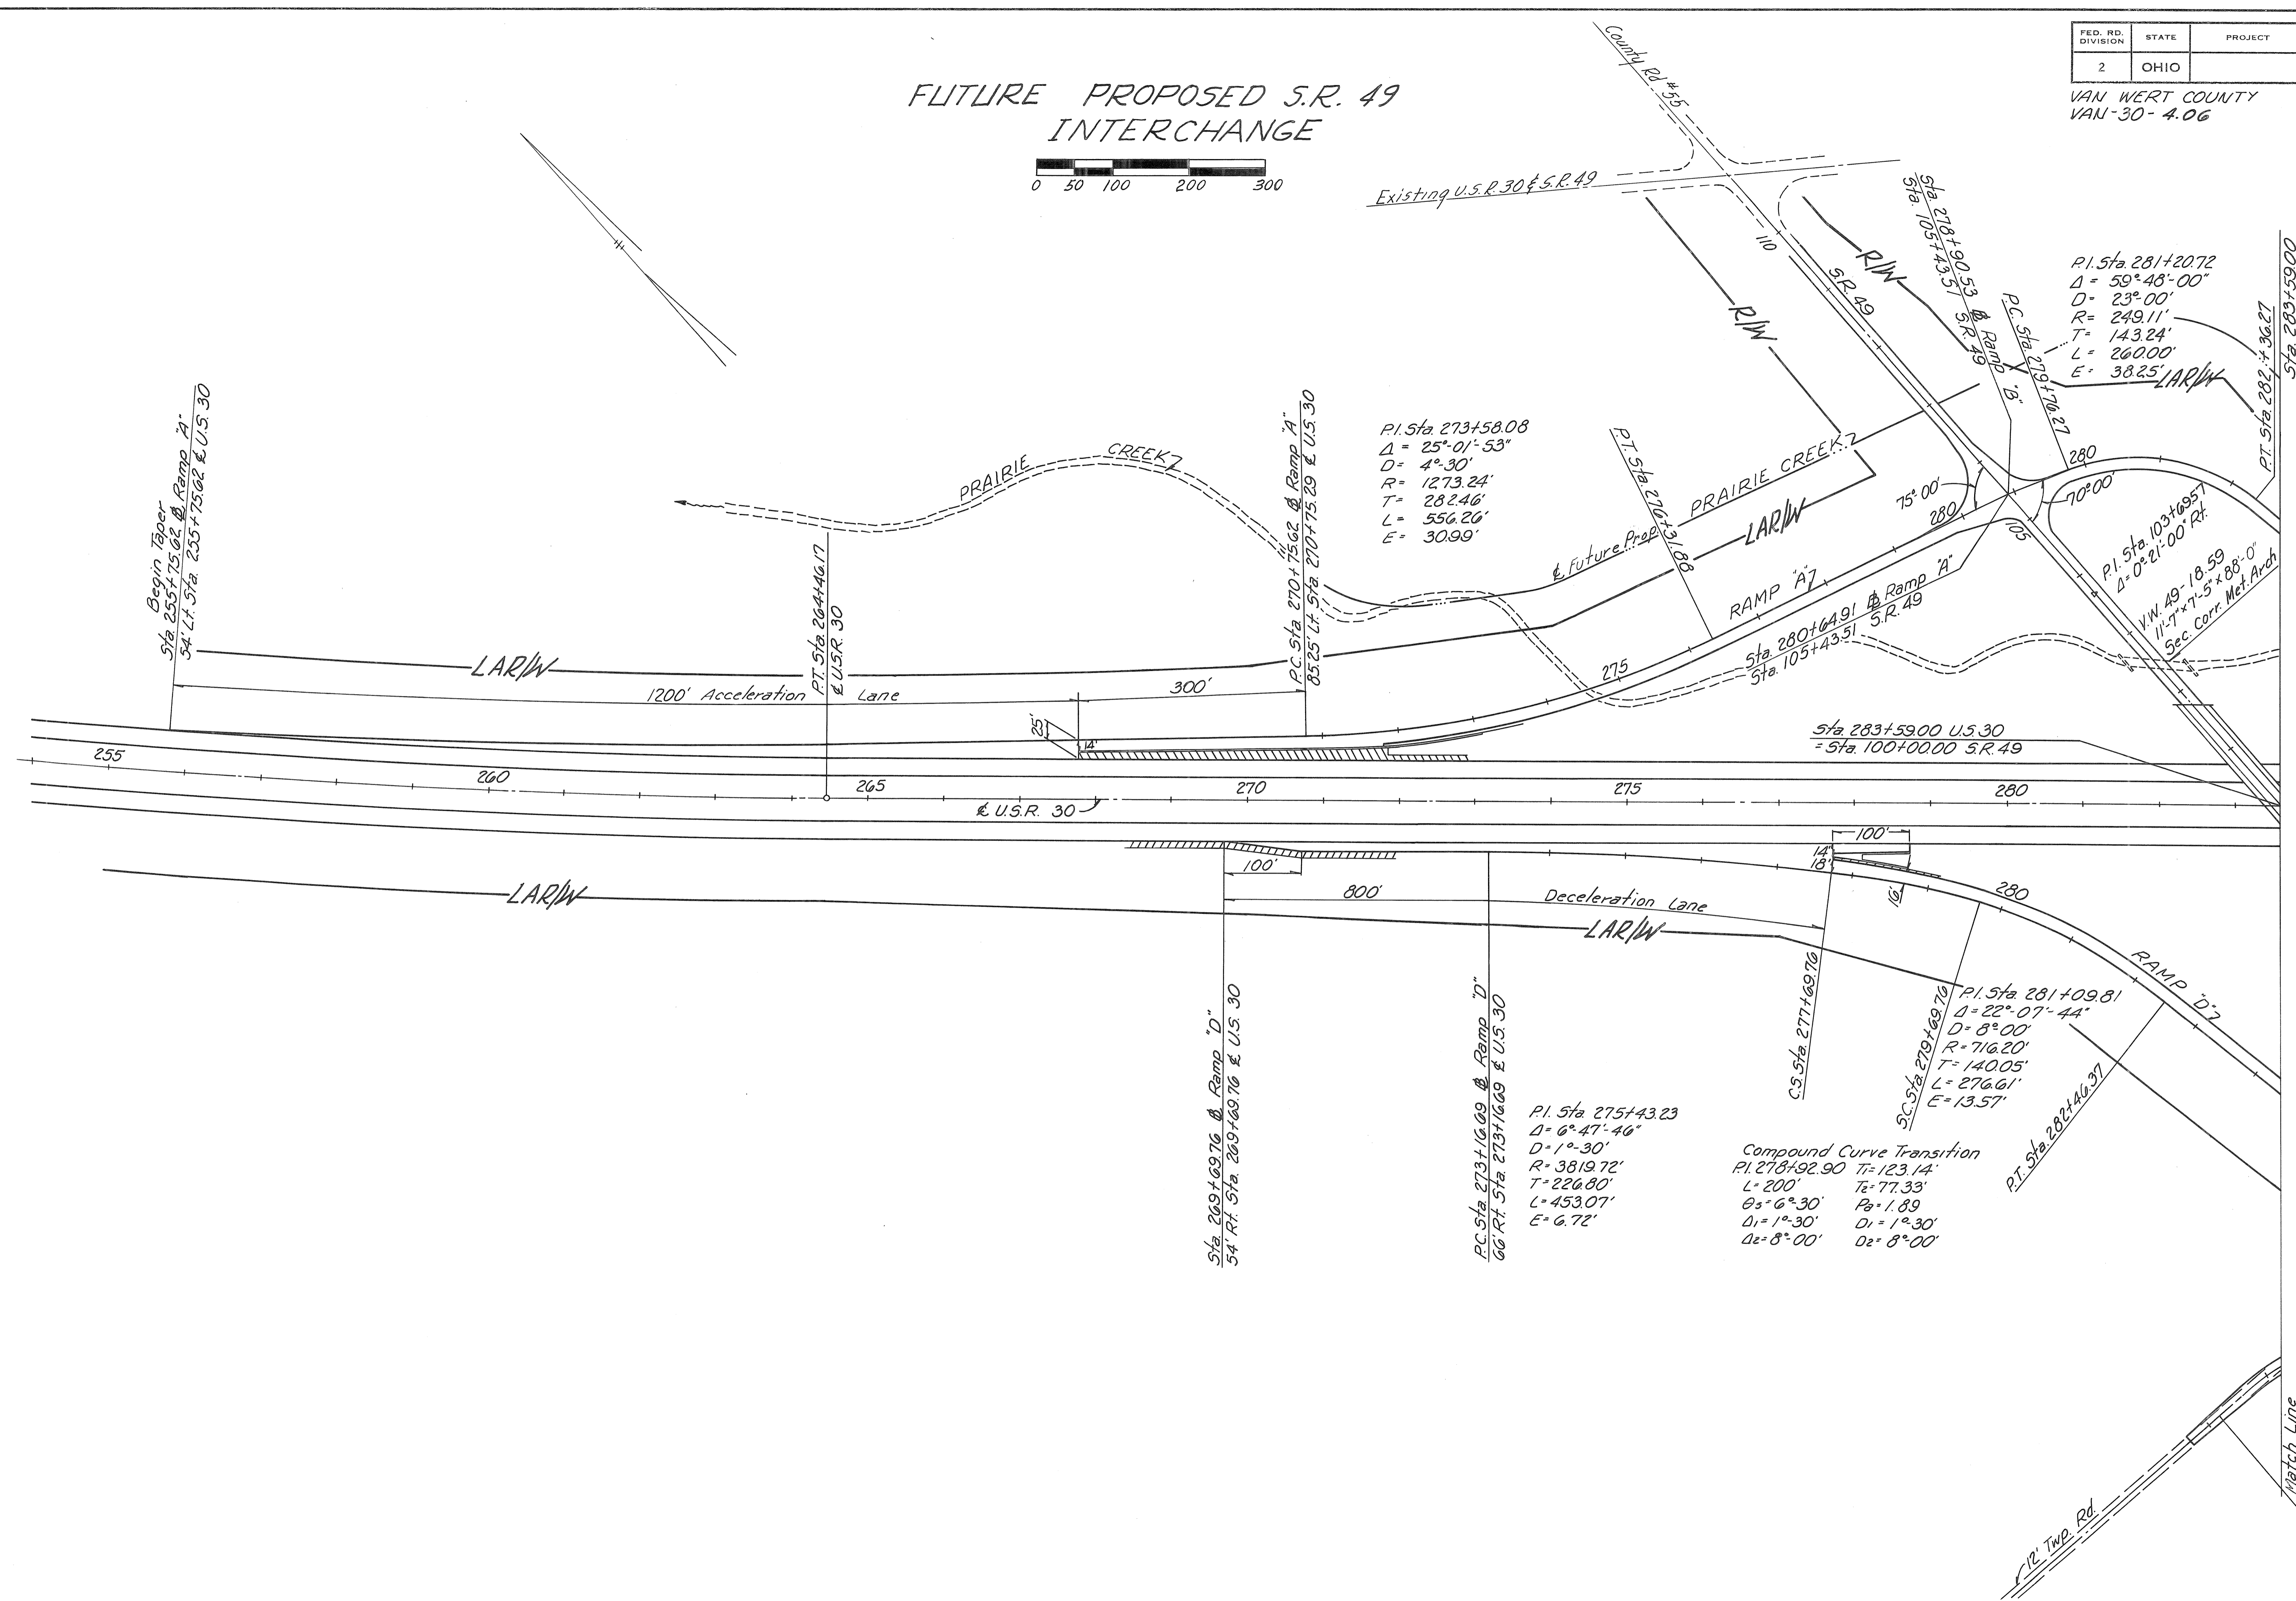 FED. RD. DIVISION
STATE
PROJECT
2
OHIO
VAN WERT COUNTY
VAN-30-4.06
FUTURE PROPOSED S.R. 49
INTERCHANGE
0 50 100 200 300
County Rd #55
Existing U.S.R. 30 & S.R. 49
110
S.R. 49
R/W
R/W
Sta. 278+90.53 ℄ Ramp "B"
Sta. 105+43.51 S.R. 49
P.C. Sta. 279+76.27
P.I. Sta. 281+20.72
Δ = 59°-48'-00"
D = 23°-00'
R = 249.11'
T = 143.24'
L = 260.00'
E = 38.25'
LAR/W
P.T. Sta. 282+36.27
Sta. 283+59.00
Begin Taper
Sta. 255+75.62 ℄ Ramp "A"
54' Lt. Sta. 255+75.62 ℄ U.S. 30
PRAIRIE CREEK
P.T. Sta. 264+46.17
℄ U.S.R. 30
P.C. Sta. 270+75.62 ℄ Ramp "A"
85.25' Lt. Sta. 270+75.29 ℄ U.S. 30
P.I. Sta. 273+58.08
Δ = 25°-01'-53"
D = 4°-30'
R = 1273.24'
T = 282.46'
L = 556.26'
E = 30.99'
P.T. Sta. 276+31.88
℄ Future Prop. PRAIRIE CREEK
LAR/W
75°00'
280
280
70°00'
105
P.I. Sta. 103+69.57
Δ = 0°-21'-00" Rt.
V.W. 49-18.59
11'-7" x 7'-5" x 88'-0"
Sec. Corr. Met. Arch
RAMP "A"
275
Sta. 280+64.91 ℄ Ramp "A"
Sta. 105+43.51 S.R. 49
LAR/W
1200' Acceleration Lane
300'
25'
14'
Sta. 283+59.00 U.S. 30
= Sta. 100+00.00 S.R. 49
255
260
265
270
275
280
℄ U.S.R. 30
100'
800'
Deceleration Lane
100'
14'
18'
16'
280
LAR/W
LAR/W
RAMP "D"
Sta. 269+69.76 ℄ Ramp "D"
54' Rt. Sta. 269+69.76 ℄ U.S. 30
P.C. Sta. 273+16.69 ℄ Ramp "D"
66' Rt. Sta. 273+16.69 ℄ U.S. 30
C.S. Sta. 277+69.76
S.C. Sta. 279+69.76
P.I. Sta. 281+09.81
Δ = 22°-07'-44"
D = 8°-00'
R = 716.20'
T = 140.05'
L = 276.61'
E = 13.57'
P.T. Sta. 282+46.37
P.I. Sta. 275+43.23
Δ = 6°-47'-46"
D = 1°-30'
R = 3819.72'
T = 226.80'
L = 453.07'
E = 6.72'
Compound Curve Transition
P.I. 278+92.90 T1 = 123.14'
L = 200' T2 = 77.33'
θs = 6°-30' Pa = 1.89
Δ1 = 1°-30' D1 = 1°-30'
Δ2 = 8°-00' D2 = 8°-00'
Match Line
12' Twp. Rd.